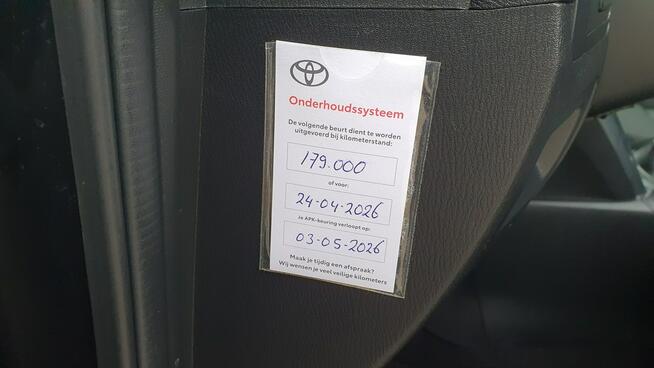 Onderhoudssysteem
De volgende beurt dient te worden
uitgevoerd bij kilometerstand:
179.000
of voor:
24-04-2026
Je APK-keuring verloopt op:
03-05-2026
Maak je tijdig een afspraak?
Wij wensen je veel veilige kilometers